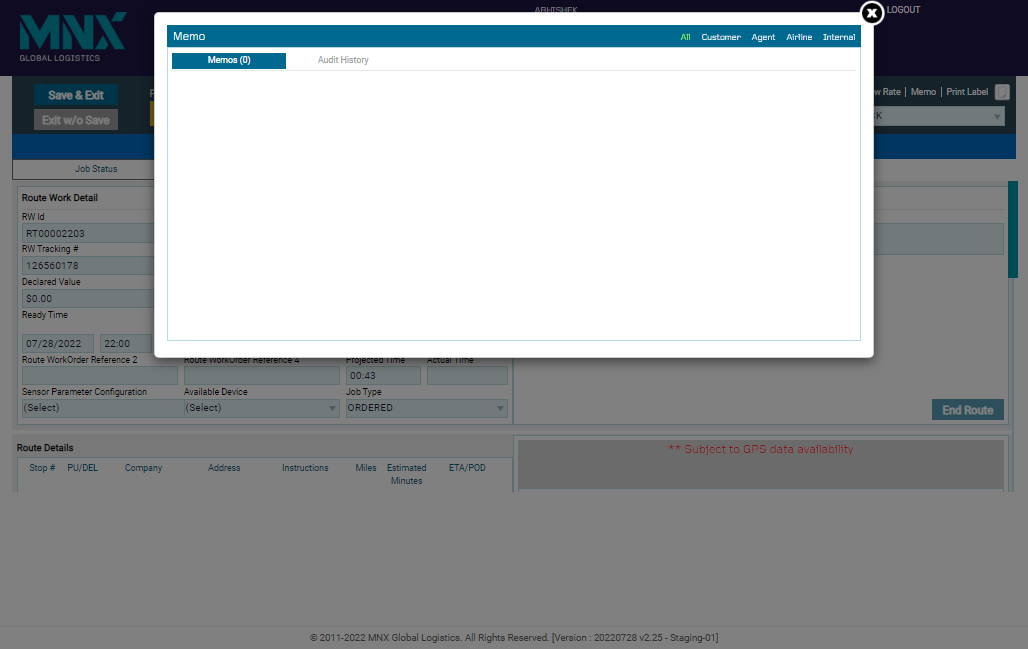 MNX
GLOBAL LOGISTICS
ABHISHEK
LOGOUT
Memo
All Customer Agent Airline Internal
Memos (0) Audit History
Save & Exit
Exit w/o Save
Rate | Memo | Print Label
Job Status
Route Work Detail
RW Id
RT00002203
RW Tracking #
126560178
Declared Value
$0.00
Ready Time
07/28/2022 22:00
Route WorkOrder Reference 2 Route WorkOrder Reference 4 Projected Time Actual Time
00:43
Sensor Parameter Configuration Available Device Job Type
(Select) (Select) ORDERED
End Route
Route Details
** Subject to GPS data availability
Stop # PU/DEL Company Address Instructions Miles Estimated Minutes ETA/POD
© 2011-2022 MNX Global Logistics. All Rights Reserved. [Version : 20220728 v2.25 - Staging-01]